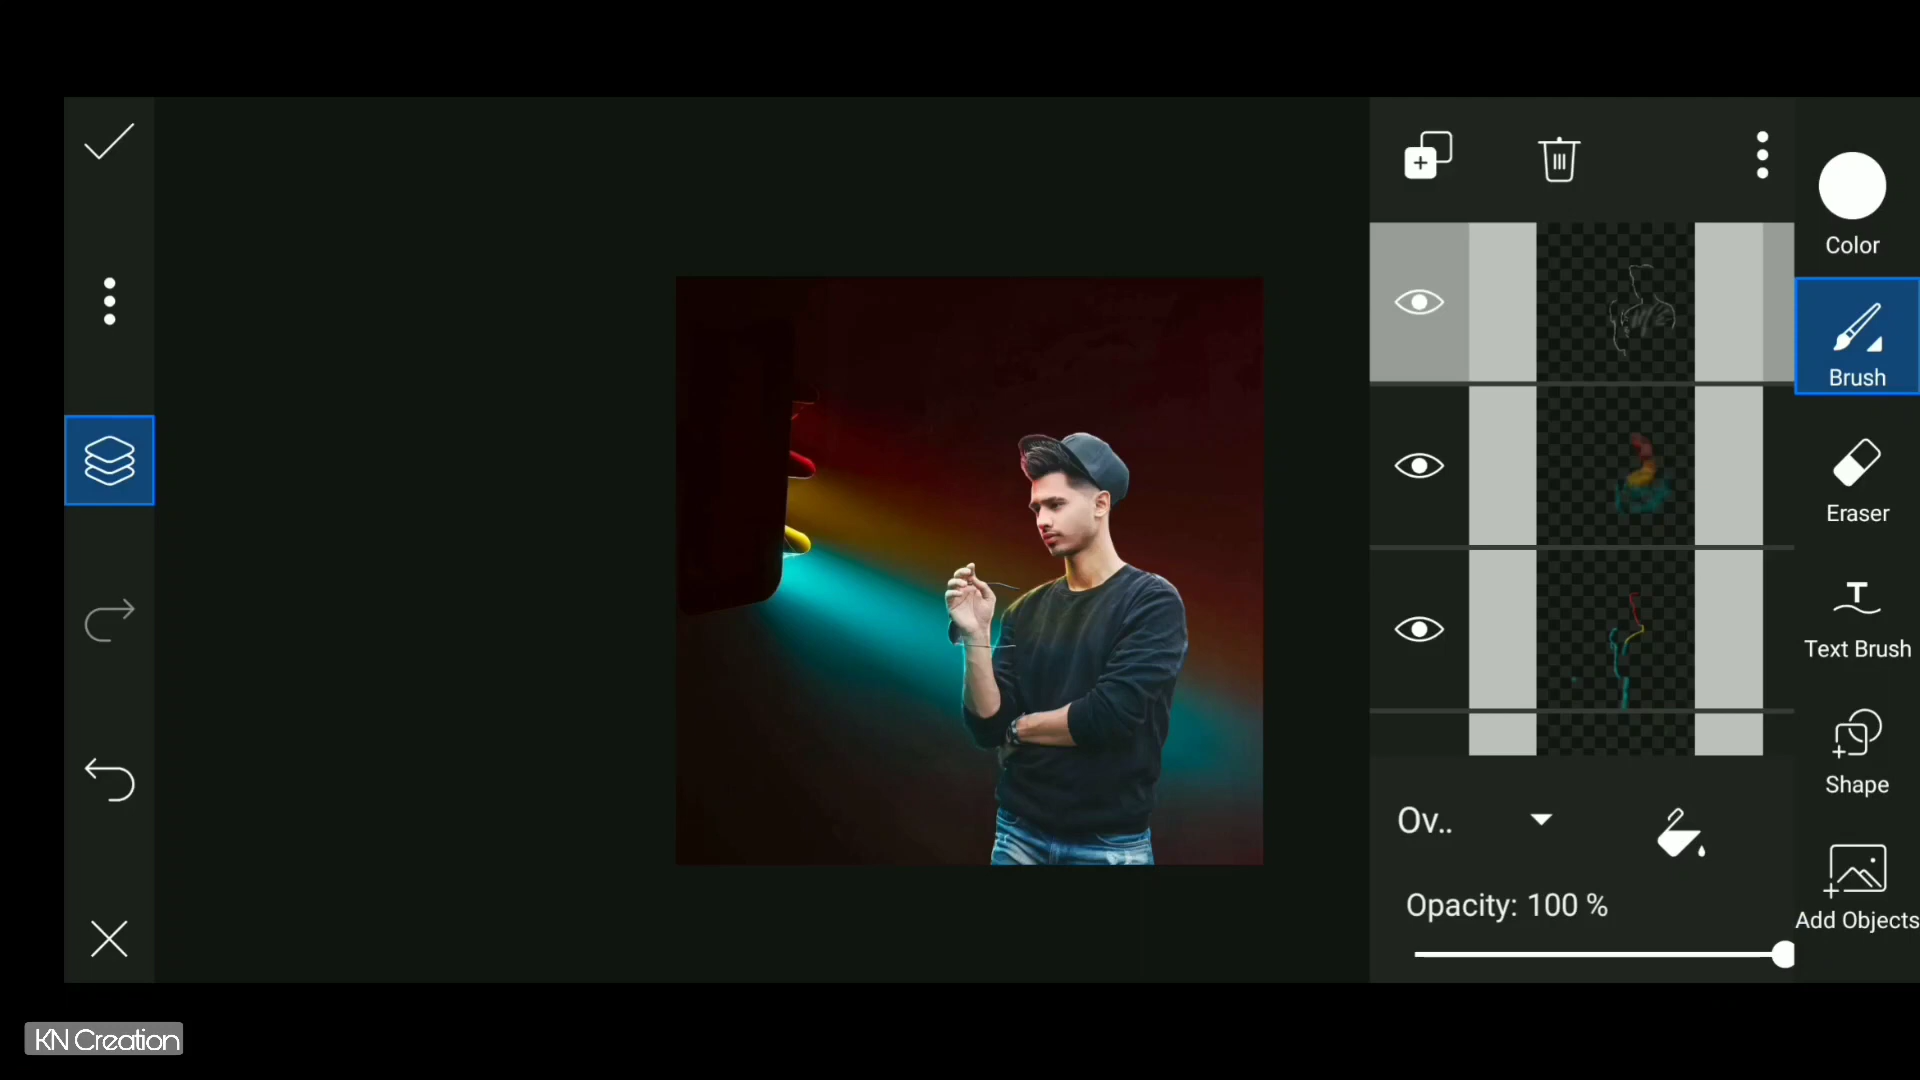 Color
Brush
Eraser
T
Text Brush
Shape
Add Objects
Ov..
Opacity: 100 %
KN Creation